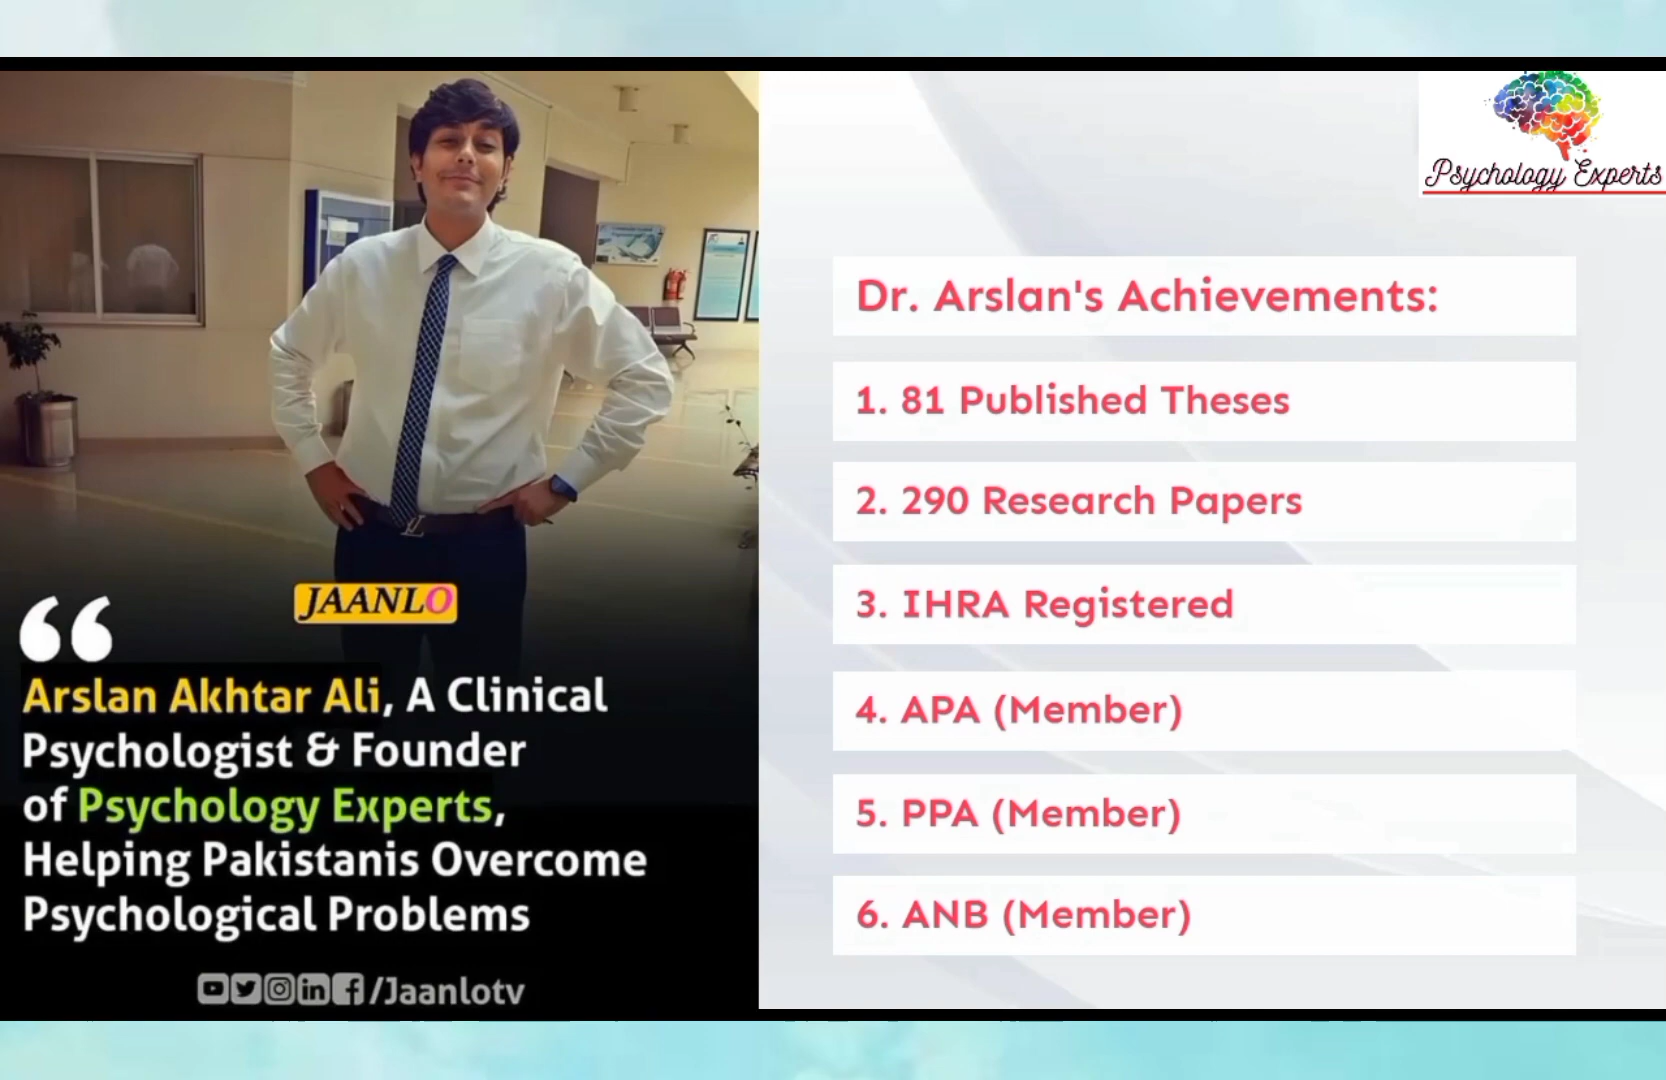 JAANLO
Arslan Akhtar Ali, A Clinical
Psychologist & Founder
of Psychology Experts,
Helping Pakistanis Overcome
Psychological Problems
/Jaanlotv
Psychology Experts
Dr. Arslan's Achievements:
1. 81 Published Theses
2. 290 Research Papers
3. IHRA Registered
4. APA (Member)
5. PPA (Member)
6. ANB (Member)